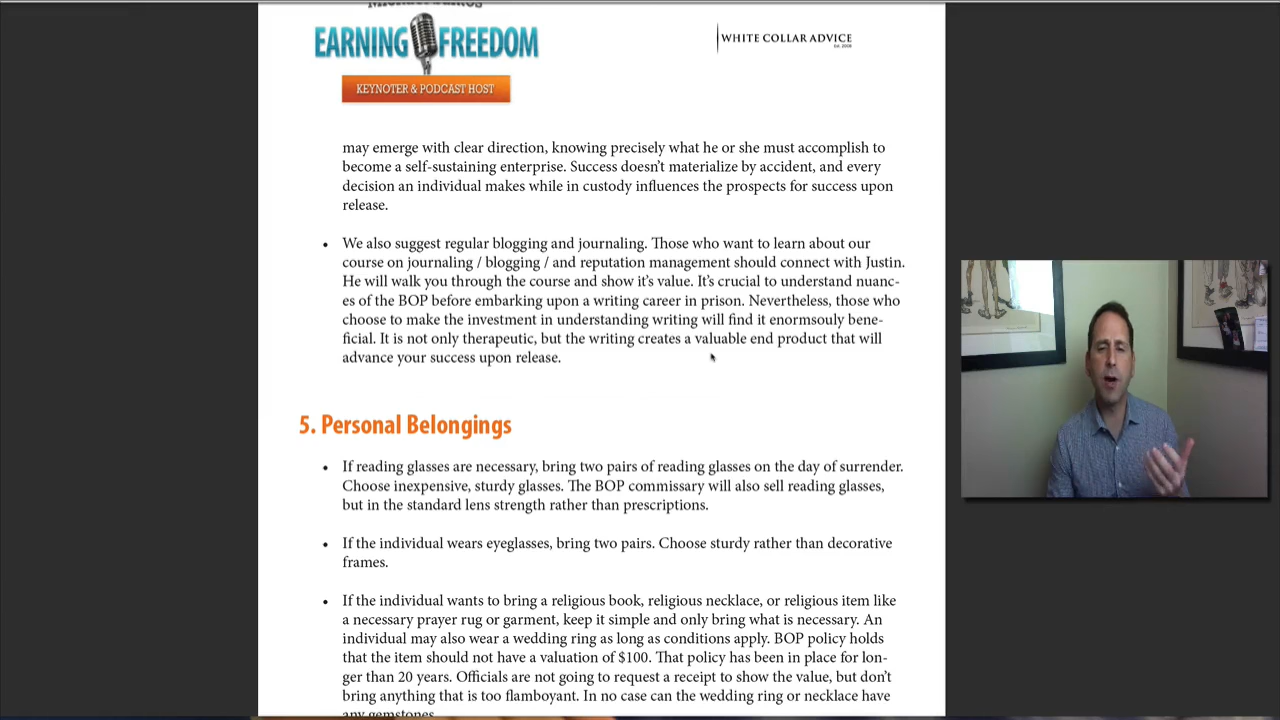 EARNING FREEDOM
KEYNOTER & PODCAST HOST
WHITE COLLAR ADVICE
may emerge with clear direction, knowing precisely what he or she must accomplish to
become a self-sustaining enterprise. Success doesn't materialize by accident, and every
decision an individual makes while in custody influences the prospects for success upon
release.
• We also suggest regular blogging and journaling. Those who want to learn about our
course on journaling / blogging / and reputation management should connect with Justin.
He will walk you through the course and show it's value. It's crucial to understand nuanc-
es of the BOP before embarking upon a writing career in prison. Nevertheless, those who
choose to make the investment in understanding writing will find it enormsouly bene-
ficial. It is not only therapeutic, but the writing creates a valuable end product that will
advance your success upon release.
5. Personal Belongings
• If reading glasses are necessary, bring two pairs of reading glasses on the day of surrender.
Choose inexpensive, sturdy glasses. The BOP commissary will also sell reading glasses,
but in the standard lens strength rather than prescriptions.
• If the individual wears eyeglasses, bring two pairs. Choose sturdy rather than decorative
frames.
• If the individual wants to bring a religious book, religious necklace, or religious item like
a necessary prayer rug or garment, keep it simple and only bring what is necessary. An
individual may also wear a wedding ring as long as conditions apply. BOP policy holds
that the item should not have a valuation of $100. That policy has been in place for lon-
ger than 20 years. Officials are not going to request a receipt to show the value, but don't
bring anything that is too flamboyant. In no case can the wedding ring or necklace have
any gemstones